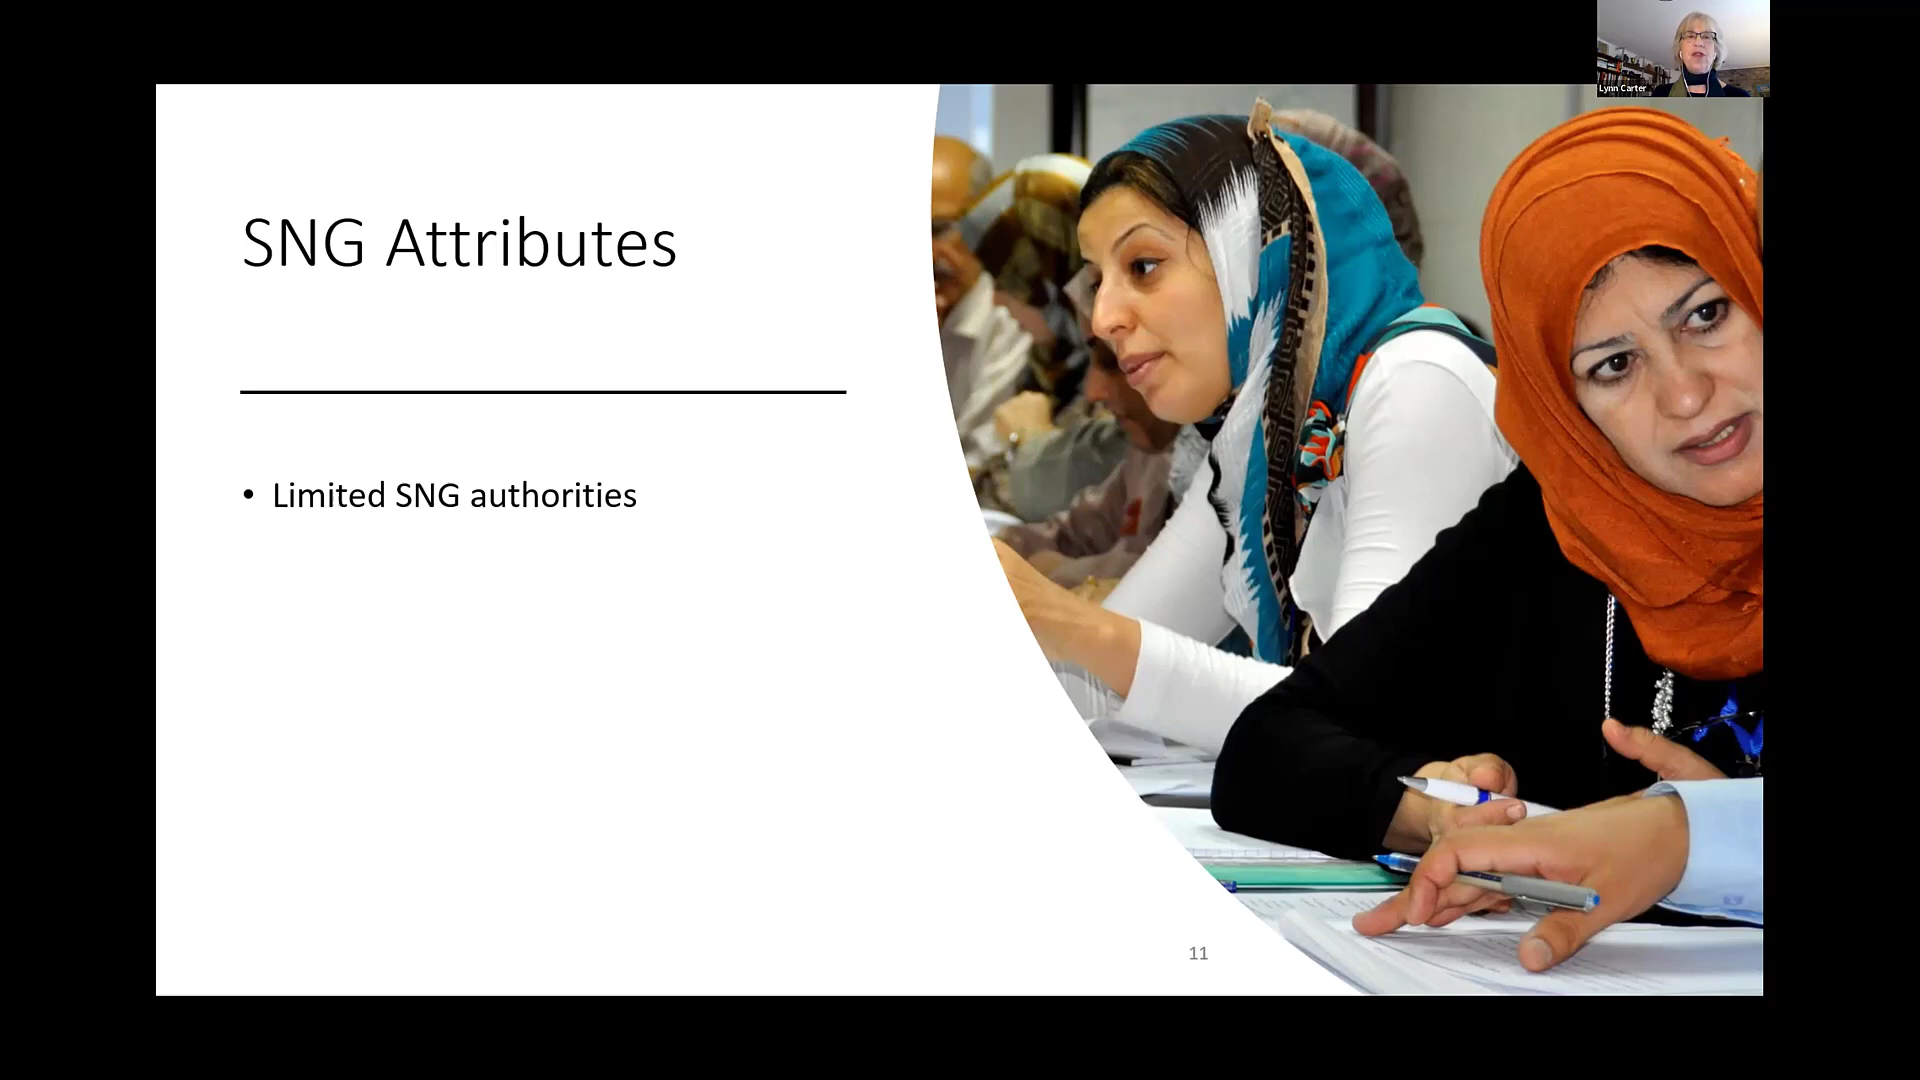 Lynn Carter
SNG Attributes
• Limited SNG authorities
11